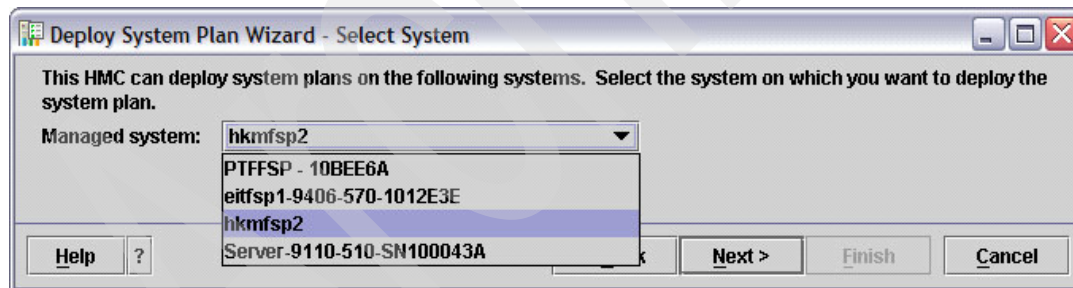 Deploy System Plan Wizard - Select System
This HMC can deploy system plans on the following systems. Select the system on which you want to deploy the
system plan.
Managed system: hkmfsp2
PTFFSP - 10BEE6A
eitfsp1-9406-570-1012E3E
hkmfsp2
Server-9110-510-SN100043A
Help ? Next > Finish Cancel